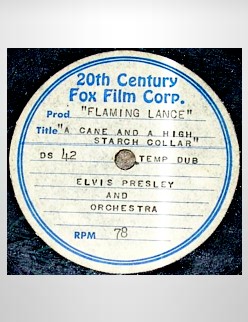 20th Century
Fox Film Corp.
Prod "FLAMING LANCE"
Title "A CANE AND A HIGH
STARCH COLLAR"
DS 42 TEMP DUB
ELVIS PRESLEY
AND
ORCHESTRA
RPM 78